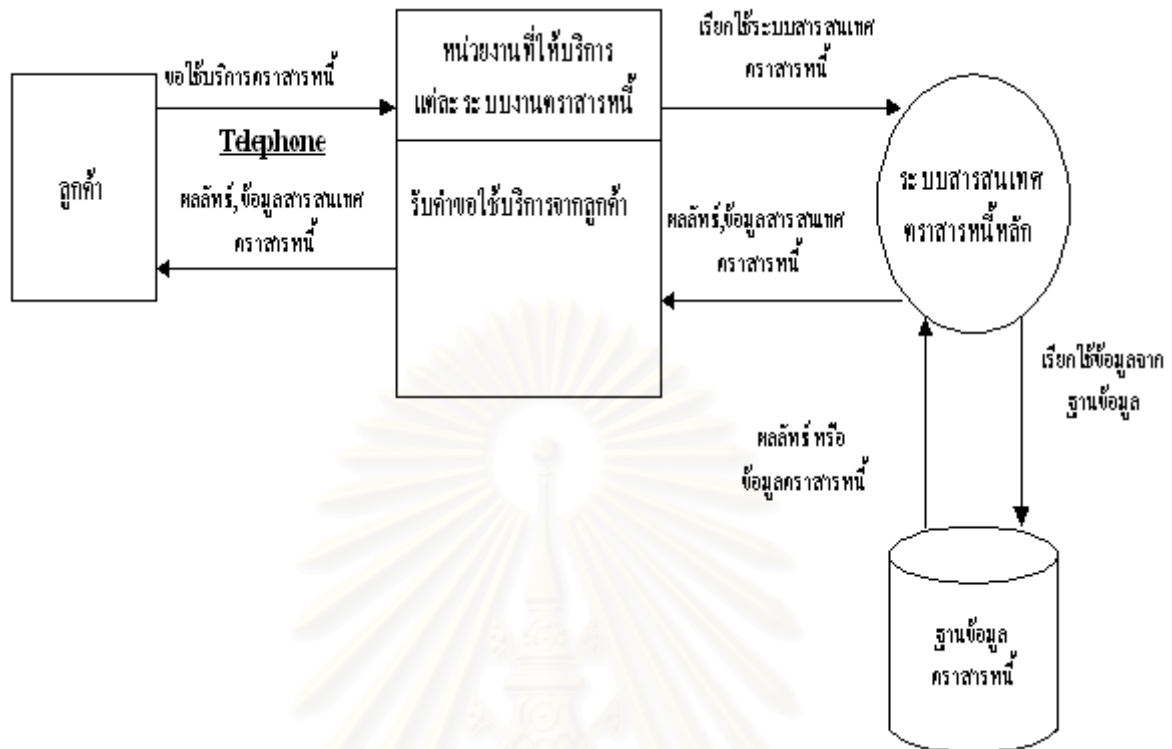 ลูกค้า
ขอใช้บริการตราสารหนี้
Telephone
ผลลัทธ์,ข้อมูลสารสนเทศ
ตราสารหนี้
หน่วยงานที่ให้บริการ
แต่ละระบบงานตราสารหนี้
รับคำขอใช้บริการจากลูกค้า
เรียกใช้ระบบสารสนเทศ
ตราสารหนี้
ผลลัทธ์,ข้อมูลสารสนเทศ
ตราสารหนี้
ระบบสารสนเทศ
ตราสารหนี้หลัก
เรียกใช้ข้อมูลจาก
ฐานข้อมูล
ผลลัทธ์ หรือ
ข้อมูลตราสารหนี้
ฐานข้อมูล
ตราสารหนี้